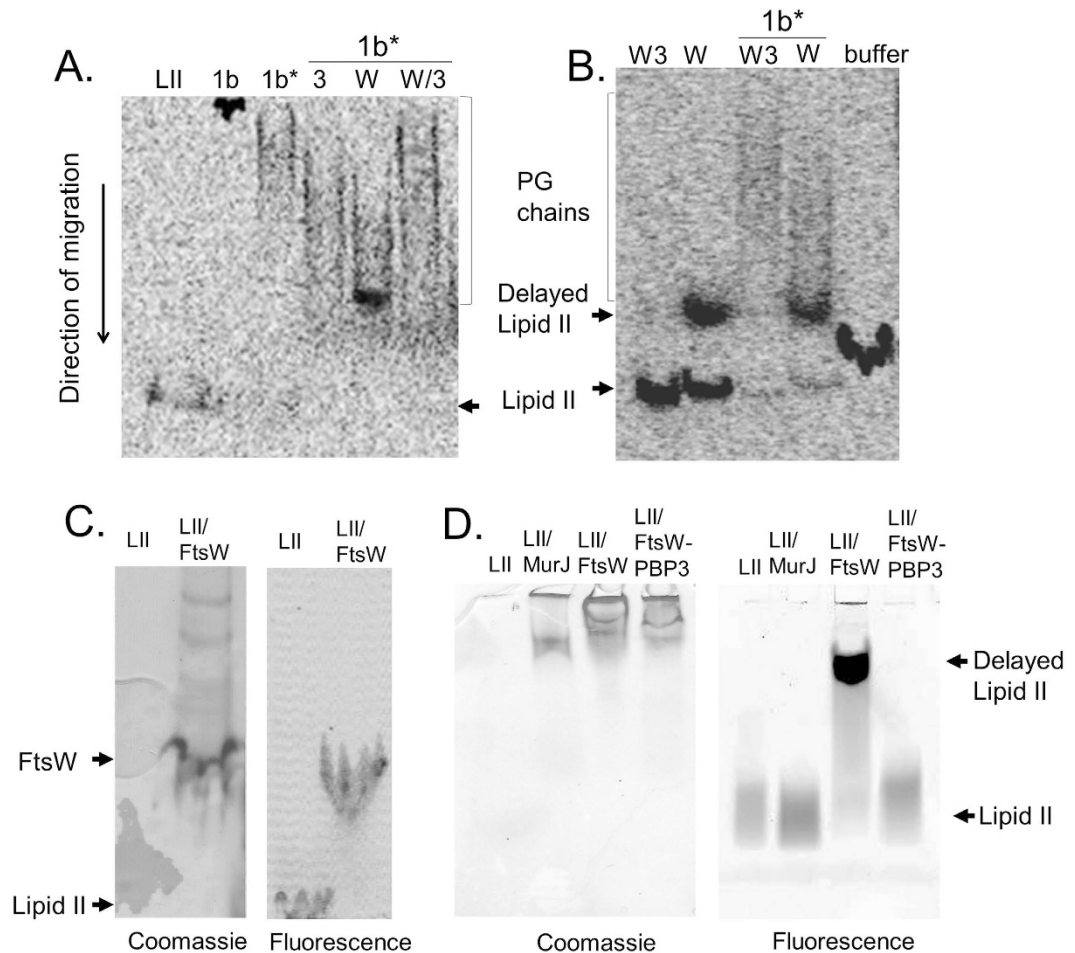 A.
1b*
LII 1b 1b* 3 W W/3
Direction of migration
B.
1b*
W3 W W3 W buffer
PG
chains
Delayed
Lipid II
Lipid II
C.
LII LII/
FtsW
LII LII/
FtsW
FtsW
Lipid II
Coomassie
Fluorescence
D.
LII LII/
MurJ LII/
FtsW LII/
FtsW-
PBP3
LII LII/
MurJ LII/
FtsW LII/
FtsW-
PBP3
Delayed
Lipid II
Lipid II
Coomassie
Fluorescence